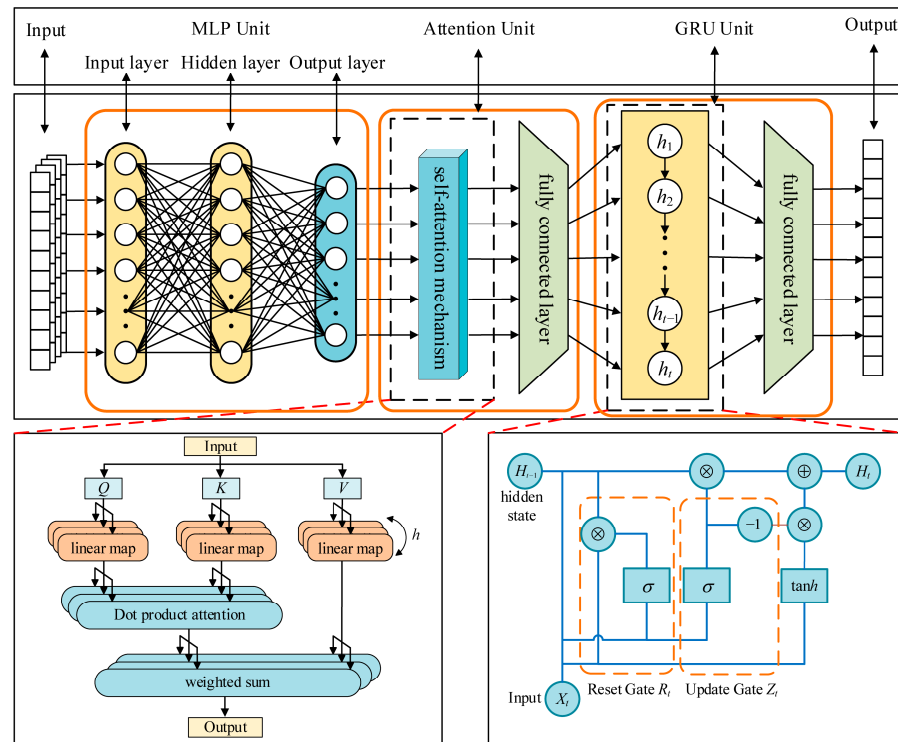 Input
MLP Unit
Attention Unit
GRU Unit
Output
Input layer
Hidden layer
Output layer
self-attention mechanism
fully connected layer
h₁
h₂
hₜ₋₁
hₜ
fully connected layer
Input
Q
K
V
linear map
linear map
linear map
h
Dot product attention
weighted sum
Output
Hₜ₋₁
⊗
⊕
Hₜ
hidden
state
⊗
−1
⊗
σ
σ
tanh
Input
Xₜ
Reset Gate Rₜ
Update Gate Zₜ